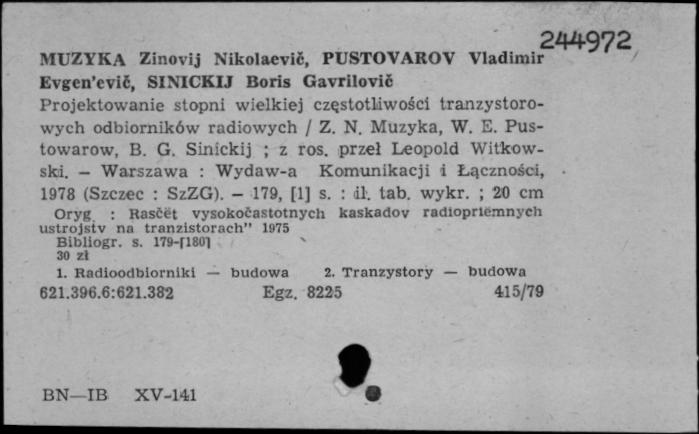 244972
MUZYKA Zinovij Nikolaevič, PUSTOVAROV Vladimir
Evgen'evič, SINICKIJ Boris Gavrilovič
Projektowanie stopni wielkiej częstotliwości tranzystoro-
wych odbiorników radiowych / Z. N. Muzyka, W. E. Pus-
towarow, B. G. Sinickij ; z ros. przeł Leopold Witkow-
ski. — Warszawa : Wydaw-a Komunikacji i Łączności,
1978 (Szczec : SzZG). — 179, [1] s. : il. tab. wykr. ; 20 cm
Oryg. : Rasčët vysokočastotnych kaskadov radiopriemnych
ustrojstv na tranzistorach" 1975
Bibliogr. s. 179-[180]
30 zł
1. Radioodbiorniki — budowa 2. Tranzystory — budowa
621.396.6:621.382 Egz. 8225 415/79
BN—IB XV-141